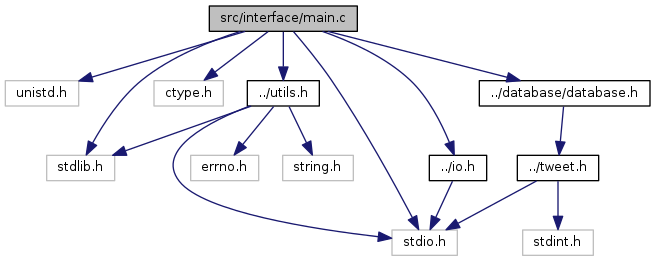 src/interface/main.c
unistd.h
ctype.h
../utils.h
../database/database.h
stdlib.h
errno.h
string.h
../io.h
../tweet.h
stdio.h
stdint.h